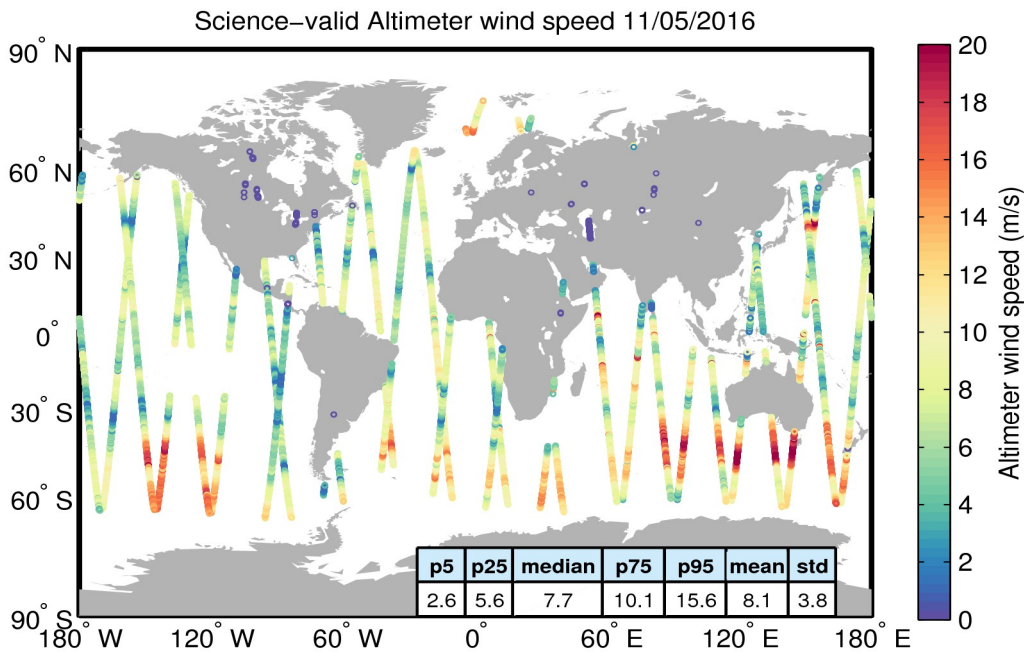 Science−valid Altimeter wind speed 11/05/2016
90° N
60° N
30° N
0°
30° S
60° S
90° S
180° W
120° W
60° W
0°
60° E
120° E
180° E
p5 p25 median p75 p95 mean std
2.6 5.6 7.7 10.1 15.6 8.1 3.8
20
18
16
14
12
10
8
6
4
2
0
Altimeter wind speed (m/s)